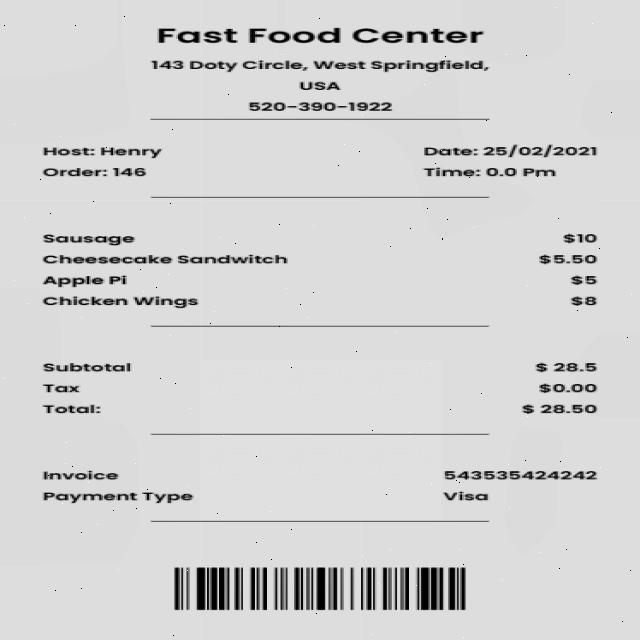 Fast Food Center
143 Doty Circle, West Springfield,
USA
520-390-1922
Host: Henry Date: 25/02/2021
Order: 146 Time: 0.0 Pm
Sausage $10
Cheesecake Sandwitch $5.50
Apple Pi $5
Chicken Wings $8
Subtotal $ 28.5
Tax $0.00
Total: $ 28.50
Invoice 543535424242
Payment Type Visa